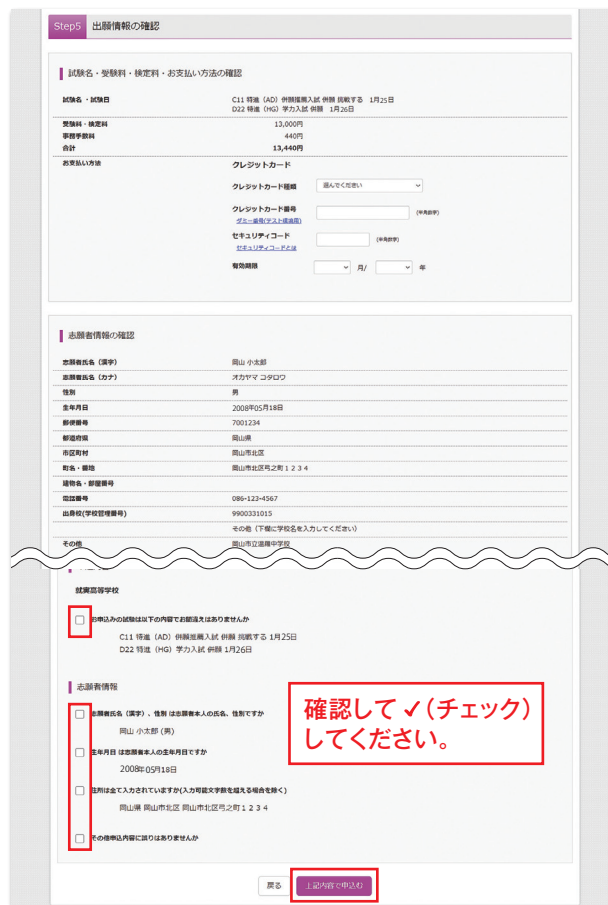 Step5 出願情報の確認
試験名・受験料・検定料・お支払い方法の確認
試験名 ・試験日 C11 特進（AD）併願推薦入試 併願 挑戦する 1月25日
D22 特進（HG）学力入試 併願 1月26日
受験料・検定料 13,000円
事務手数料 440円
合計 13,440円
お支払い方法 クレジットカード
クレジットカード種類 選んでください
クレジットカード番号 (半角数字)
ダミー番号(テスト環境用)
セキュリティコード (半角数字)
セキュリティコードとは
有効期限 月/ 年
志願者情報の確認
志願者氏名（漢字） 岡山 小太郎
志願者氏名（カナ） オカヤマ コタロウ
性別 男
生年月日 2008年05月18日
郵便番号 7001234
都道府県 岡山県
市区町村 岡山市北区
町名・番地 岡山市北区弓之町１２３４
建物名・部屋番号
電話番号 086-123-4567
出身校(学校管理番号) 9900331015
その他（下欄に学校名を入力してください）
その他 岡山市立温羅中学校
就実高等学校
お申込みの試験は以下の内容でお間違えはありませんか
C11 特進（AD）併願推薦入試 併願 挑戦する 1月25日
D22 特進（HG）学力入試 併願 1月26日
志願者情報
確認して ✓（チェック）
してください。
志願者氏名（漢字）、性別 は志願者本人の氏名、性別ですか
岡山 小太郎 (男)
生年月日 は志願者本人の生年月日ですか
2008年05月18日
住所は全て入力されていますか(入力可能文字数を超える場合を除く)
岡山県 岡山市北区 岡山市北区弓之町１２３４
その他申込内容に誤りはありませんか
戻る 上記内容で申込む